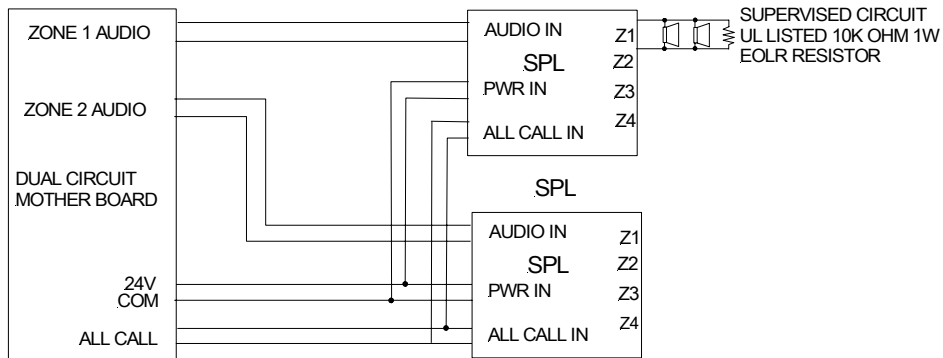 ZONE 1 AUDIO
ZONE 2 AUDIO
DUAL CIRCUIT
MOTHER BOARD
24V
COM
ALL CALL
AUDIO IN
Z1
SPL
Z2
PWR IN
Z3
Z4
ALL CALL IN
SUPERVISED CIRCUIT
UL LISTED 10K OHM 1W
EOLR RESISTOR
SPL
AUDIO IN
Z1
SPL
Z2
PWR IN
Z3
Z4
ALL CALL IN